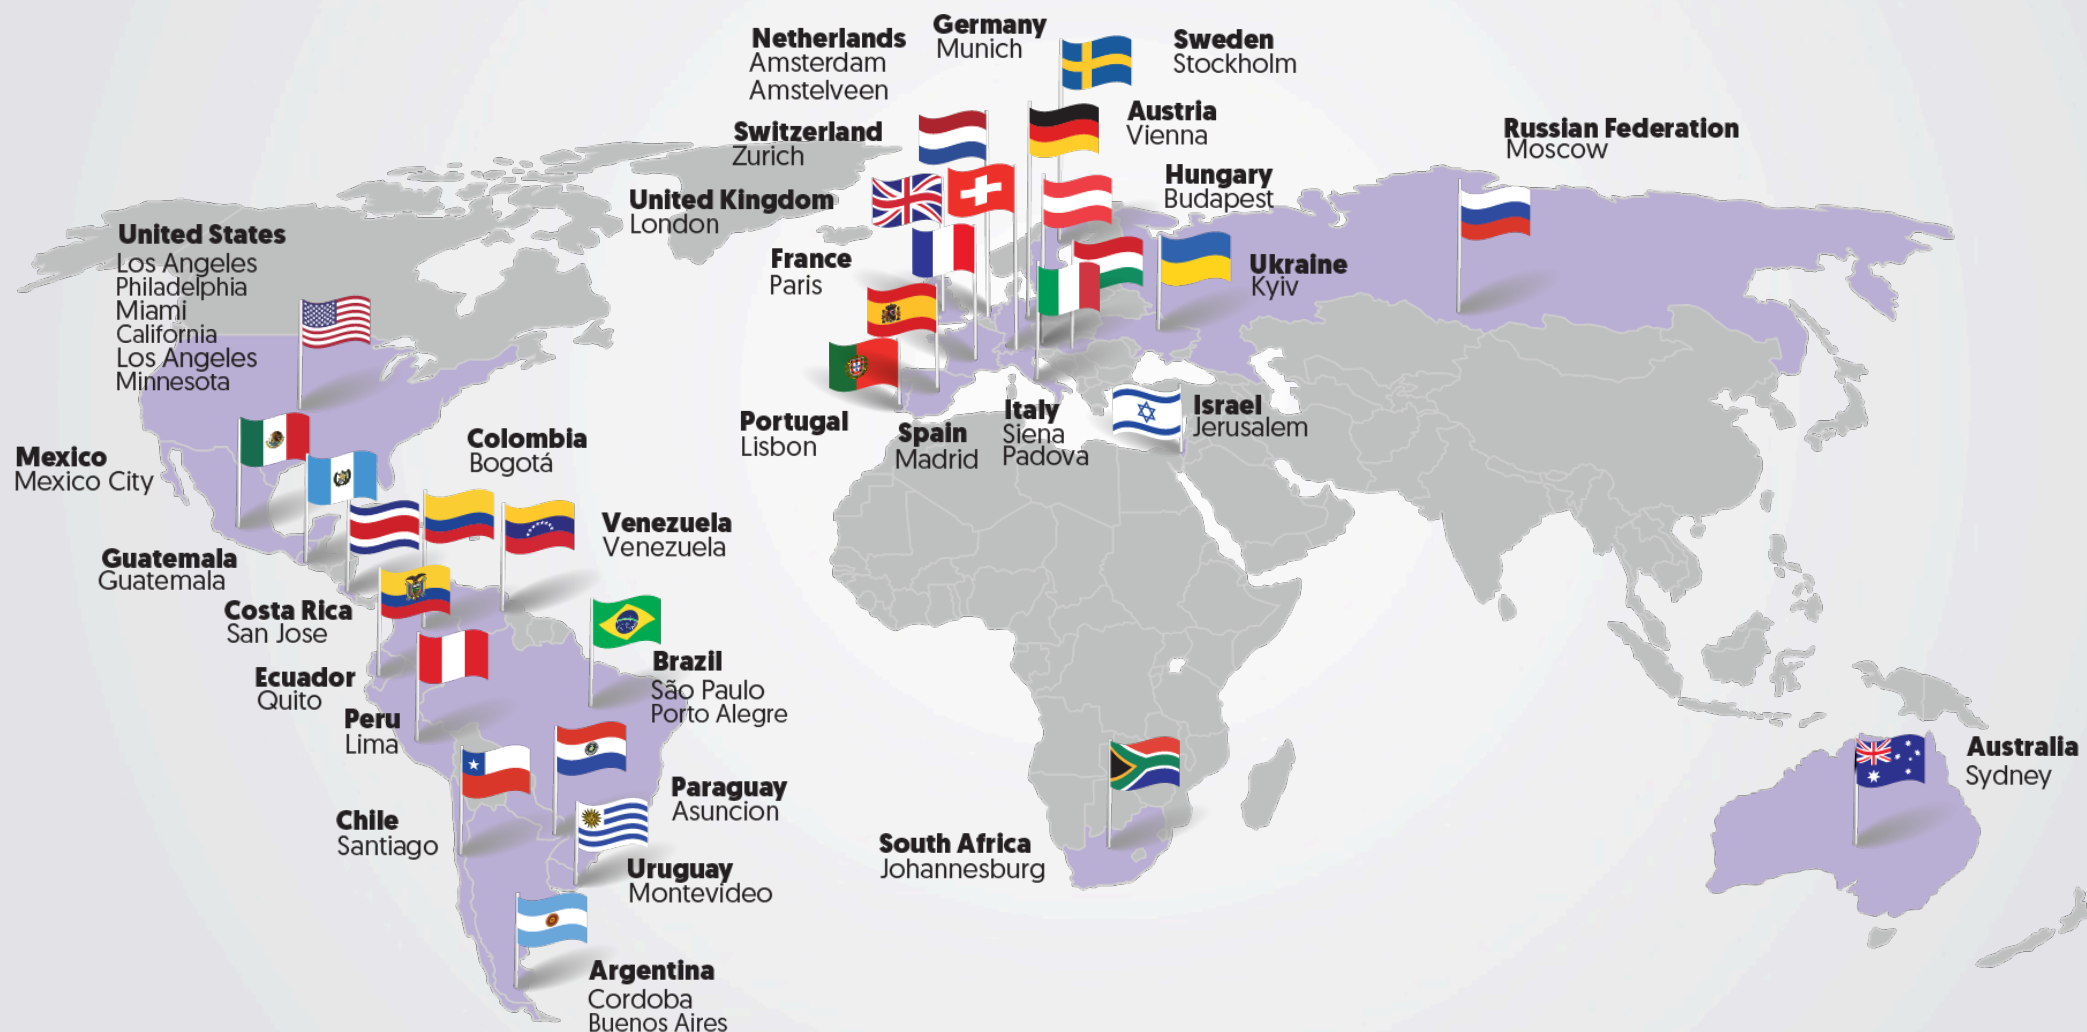 Netherlands
Amsterdam
Amstelveen
Germany
Munich
Sweden
Stockholm
Switzerland
Zurich
Austria
Vienna
Russian Federation
Moscow
United Kingdom
London
Hungary
Budapest
United States
Los Angeles
Philadelphia
Miami
California
Los Angeles
Minnesota
France
Paris
Ukraine
Kyiv
Portugal
Lisbon
Spain
Madrid
Italy
Siena
Padova
Israel
Jerusalem
Mexico
Mexico City
Colombia
Bogotá
Venezuela
Venezuela
Guatemala
Guatemala
Costa Rica
San Jose
Ecuador
Quito
Brazil
São Paulo
Porto Alegre
Peru
Lima
Paraguay
Asuncion
Chile
Santiago
Uruguay
Montevideo
South Africa
Johannesburg
Australia
Sydney
Argentina
Cordoba
Buenos Aires